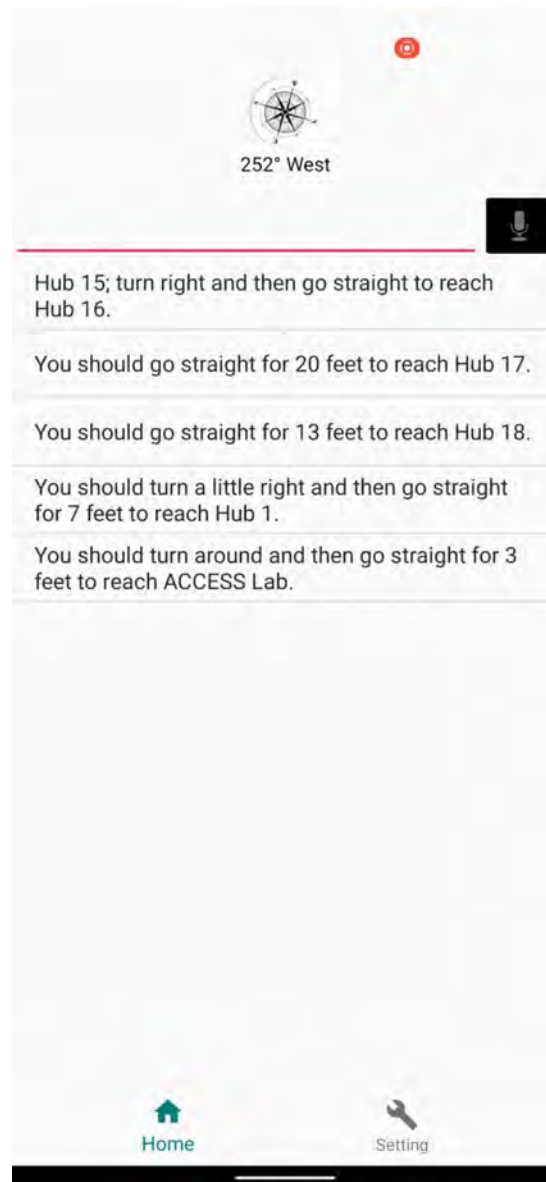 252° West
Hub 15; turn right and then go straight to reach
Hub 16.
You should go straight for 20 feet to reach Hub 17.
You should go straight for 13 feet to reach Hub 18.
You should turn a little right and then go straight
for 7 feet to reach Hub 1.
You should turn around and then go straight for 3
feet to reach ACCESS Lab.
Home
Setting